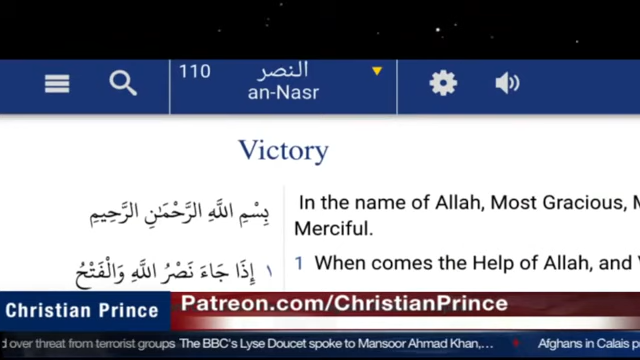 110
النصر
an-Nasr
Victory
بِسْمِ اللَّهِ الرَّحْمَٰنِ الرَّحِيمِ
In the name of Allah, Most Gracious, M
Merciful.
١ إِذَا جَاءَ نَصْرُ اللَّهِ وَالْفَتْحُ
1 When comes the Help of Allah, and V
Christian Prince
Patreon.com/ChristianPrince
d over threat from terrorist groups The BBC's Lyse Doucet spoke to Mansoor Ahmad Khan,... Afghans in Calais p